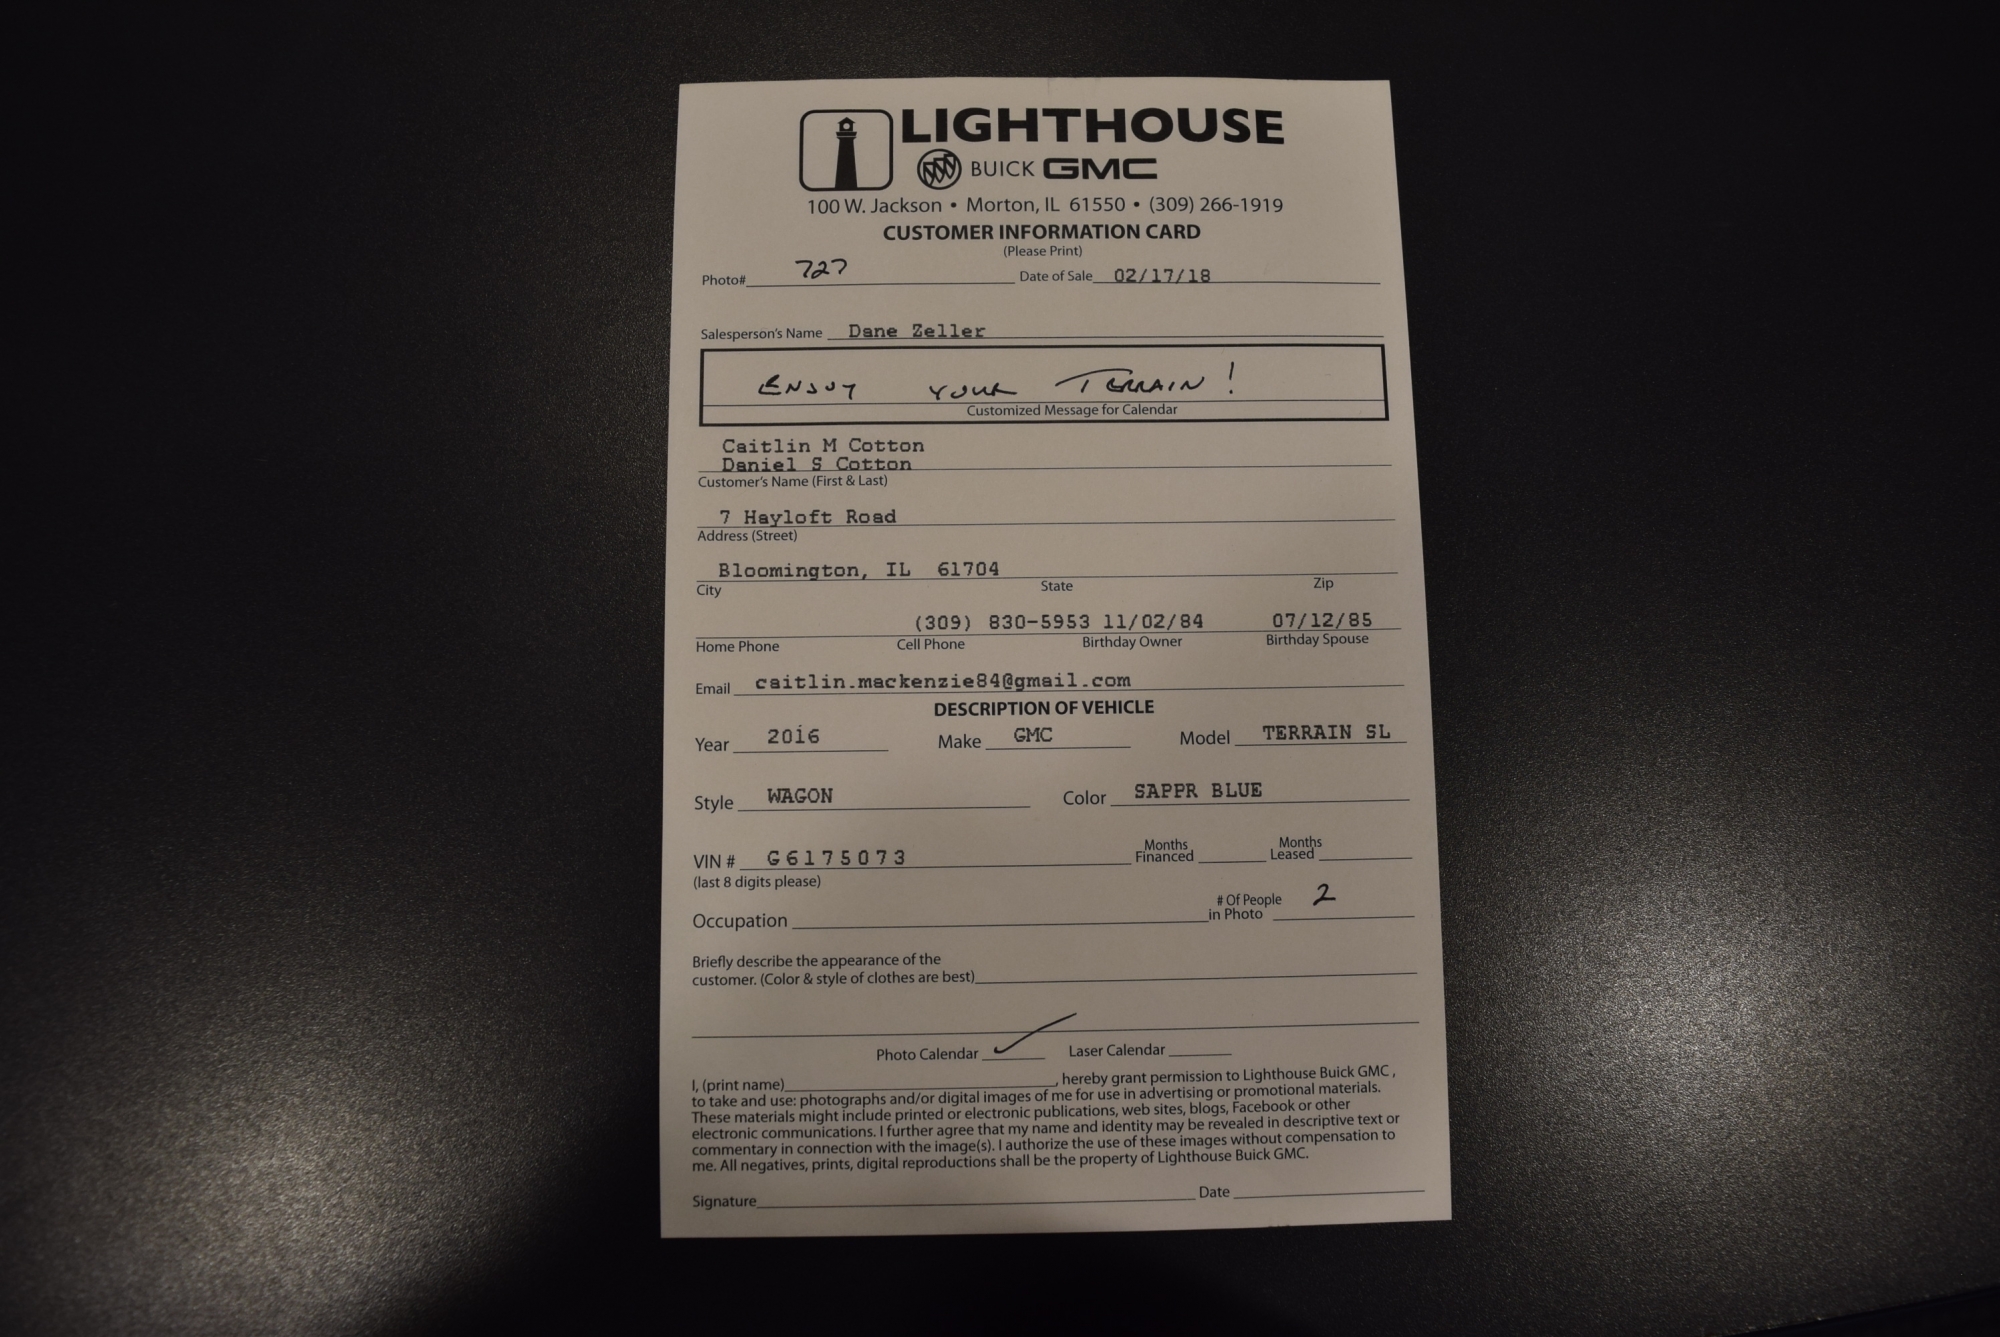 LIGHTHOUSE
BUICK GMC
100 W. Jackson • Morton, IL 61550 • (309) 266-1919
CUSTOMER INFORMATION CARD
(Please Print)
Photo# 727 Date of Sale 02/17/18
Salesperson's Name Dane Zeller
ENJOY YOUR TERRAIN!
Customized Message for Calendar
Caitlin M Cotton
Daniel S Cotton
Customer's Name (First & Last)
7 Hayloft Road
Address (Street)
Bloomington, IL 61704
City State Zip
(309) 830-5953 11/02/84 07/12/85
Home Phone Cell Phone Birthday Owner Birthday Spouse
Email caitlin.mackenzie84@gmail.com
DESCRIPTION OF VEHICLE
Year 2016 Make GMC Model TERRAIN SL
Style WAGON Color SAPPR BLUE
VIN # G6175073 Months Financed Months Leased
(last 8 digits please)
Occupation # Of People in Photo 2
Briefly describe the appearance of the
customer. (Color & style of clothes are best)
Photo Calendar ✓ Laser Calendar
I, (print name) , hereby grant permission to Lighthouse Buick GMC ,
to take and use: photographs and/or digital images of me for use in advertising or promotional materials.
These materials might include printed or electronic publications, web sites, blogs, Facebook or other
electronic communications. I further agree that my name and identity may be revealed in descriptive text or
commentary in connection with the image(s). I authorize the use of these images without compensation to
me. All negatives, prints, digital reproductions shall be the property of Lighthouse Buick GMC.
Signature Date